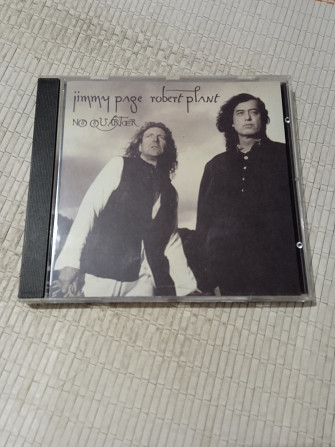 jimmy page robert plant
NO QUARTER